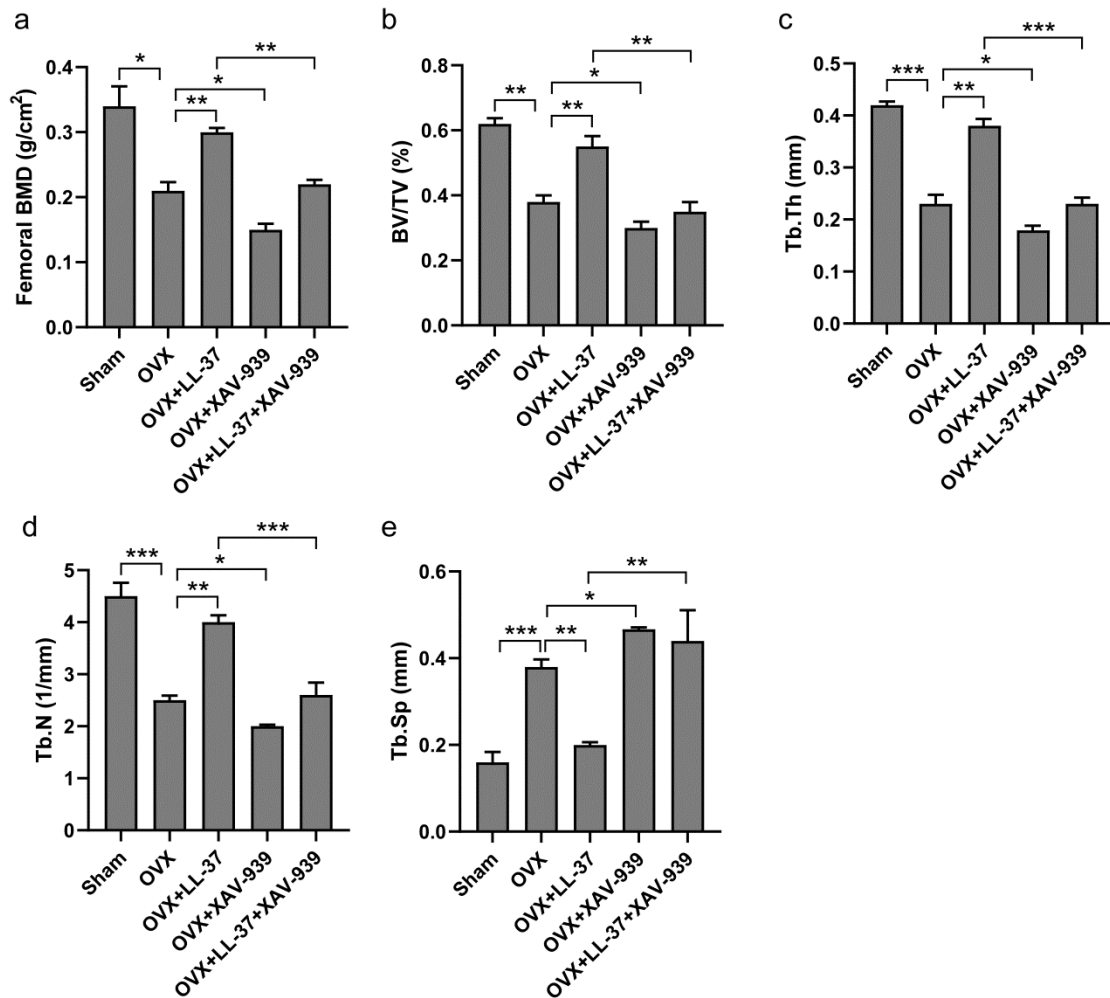 a
Femoral BMD (g/cm²)
0.4
0.3
0.2
0.1
0.0
*
**
*
**
Sham
OVX
OVX+LL-37
OVX+XAV-939
OVX+LL-37+XAV-939
b
BV/TV (%)
0.8
0.6
0.4
0.2
0.0
**
**
*
**
Sham
OVX
OVX+LL-37
OVX+XAV-939
OVX+LL-37+XAV-939
c
Tb.Th (mm)
0.5
0.4
0.3
0.2
0.1
0.0
***
**
*
***
Sham
OVX
OVX+LL-37
OVX+XAV-939
OVX+LL-37+XAV-939
d
Tb.N (1/mm)
5
4
3
2
1
0
***
**
*
***
Sham
OVX
OVX+LL-37
OVX+XAV-939
OVX+LL-37+XAV-939
e
Tb.Sp (mm)
0.6
0.4
0.2
0.0
***
**
*
**
Sham
OVX
OVX+LL-37
OVX+XAV-939
OVX+LL-37+XAV-939